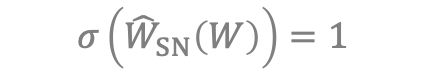 σ(Ŵ_SN(W)) = 1